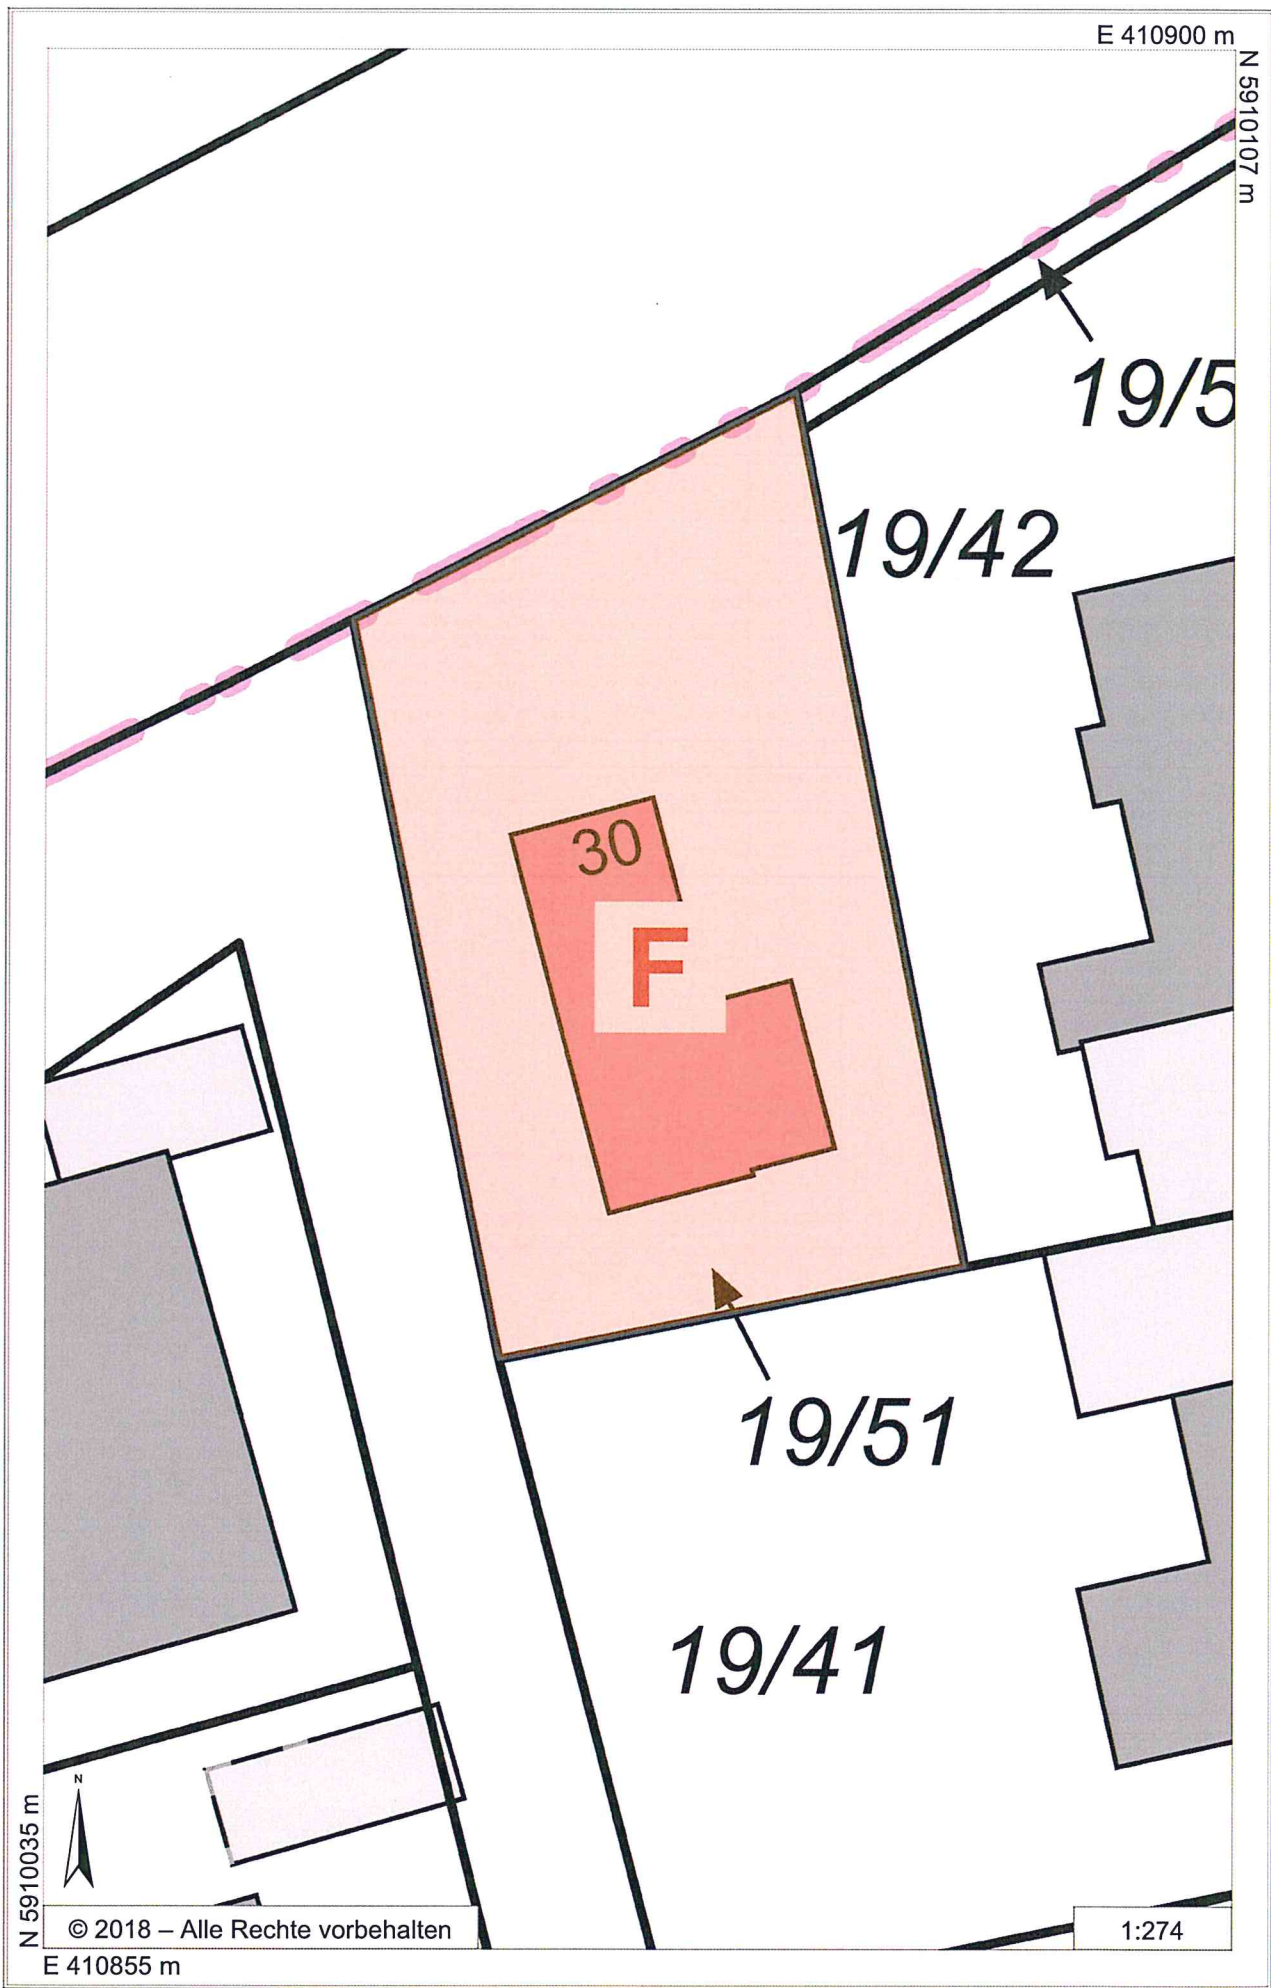 E 410900 m
N 5910107 m
19/5
19/42
30
F
19/51
19/41
N
N 5910035 m
© 2018 – Alle Rechte vorbehalten
1:274
E 410855 m